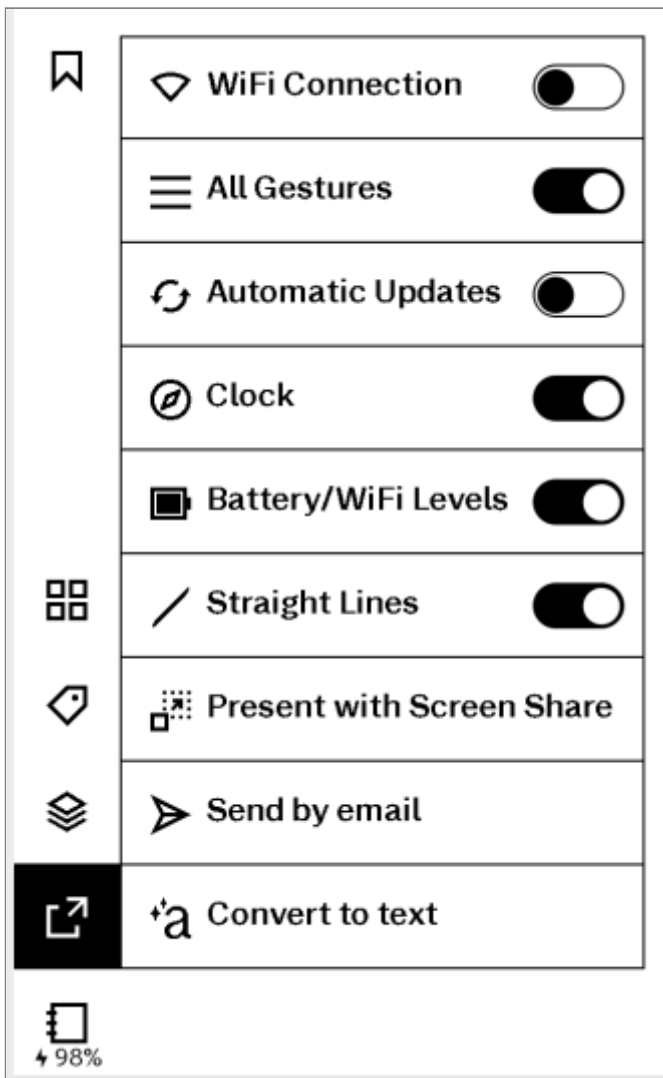 WiFi Connection
All Gestures
Automatic Updates
Clock
Battery/WiFi Levels
Straight Lines
Present with Screen Share
Send by email
Convert to text
98%